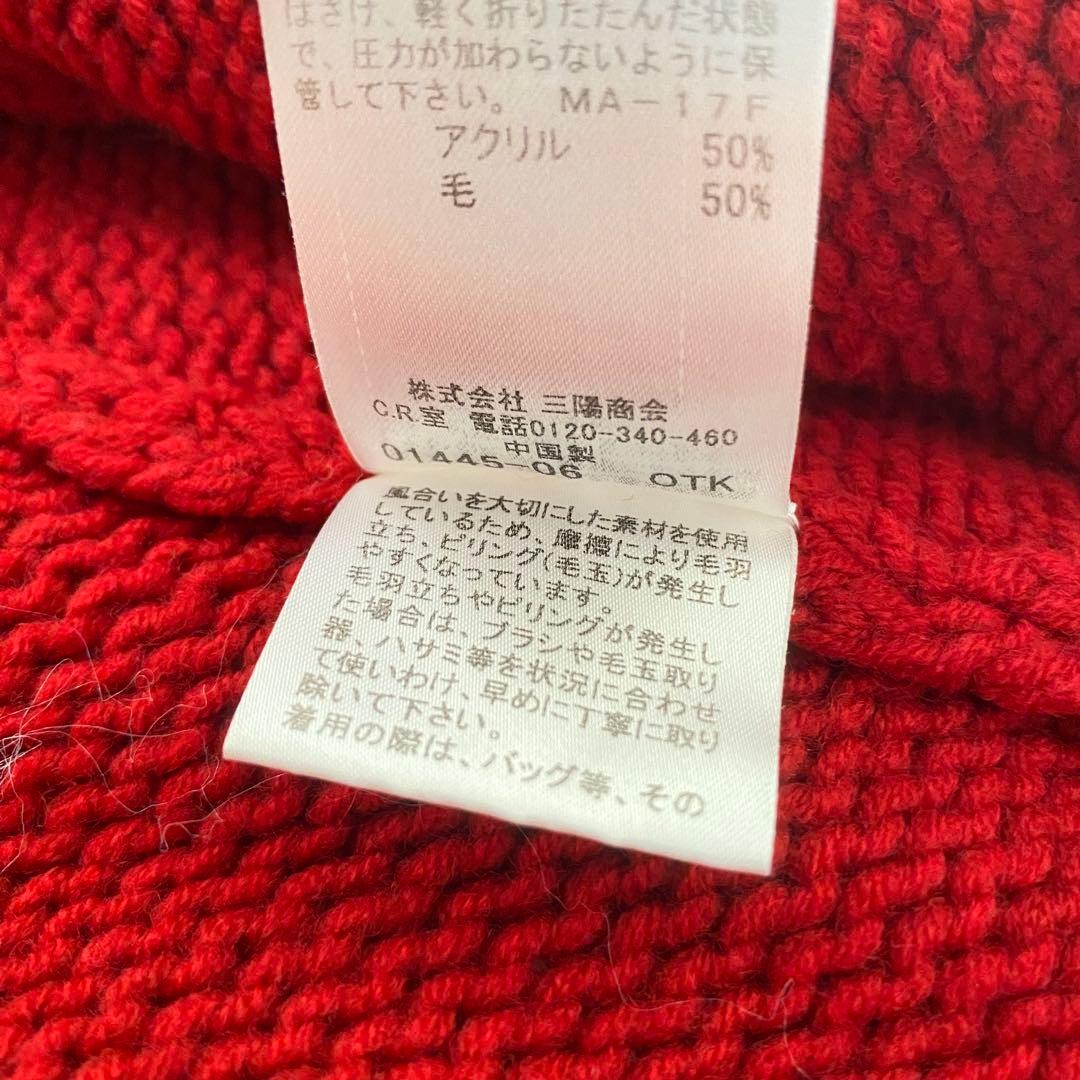 はさけ、軽く折りたたんだ状態
で、圧力が加わらないように保
管して下さい。 MA-17F
アクリル 50%
毛 50%
株式会社 三陽商会
C.R.室 電話0120-340-460
中国製
01445-06 OTK
風合いを大切にした素材を使用
しているため、摩擦により毛羽
立ち、ピリング(毛玉)が発生し
やすくなっています。
毛羽立ちやピリングが発生し
た場合は、ブラシや毛玉取り
器、ハサミ等を状況に合わせ
て使いわけ、早めに丁寧に取り
除いて下さい。
着用の際は、バッグ等、その